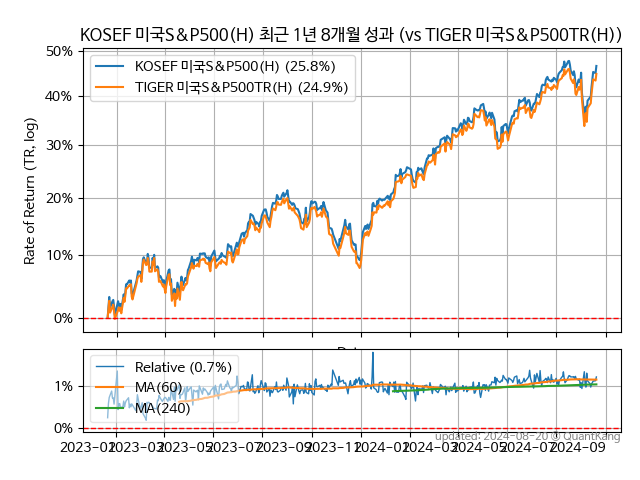 KOSEF 미국S&P500(H) 최근 1년 8개월 성과 (vs TIGER 미국S&P500TR(H))
50%
40%
30%
20%
10%
0%
Rate of Return (TR, log)
KOSEF 미국S&P500(H) (25.8%)
TIGER 미국S&P500TR(H) (24.9%)
1%
0%
Relative (0.7%)
MA(60)
MA(240)
2023-01
2023-03
2023-05
2023-07
2023-09
2023-11
2024-01
2024-03
2024-05
2024-07
2024-09
updated: 2024-08-20 © QuantKang